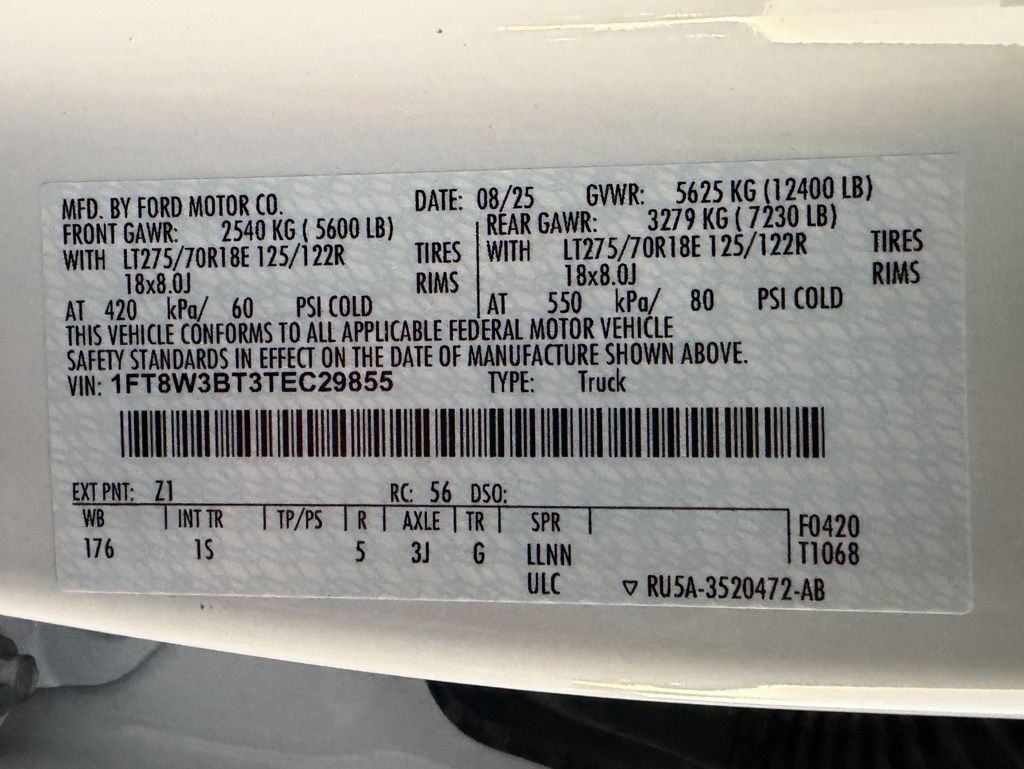 MFD. BY FORD MOTOR CO. DATE: 08/25 GVWR: 5625 KG (12400 LB)
FRONT GAWR: 2540 KG ( 5600 LB) REAR GAWR: 3279 KG ( 7230 LB)
WITH LT275/70R18E 125/122R TIRES WITH LT275/70R18E 125/122R TIRES
18x8.0J RIMS 18x8.0J RIMS
AT 420 kPa/ 60 PSI COLD AT 550 kPa/ 80 PSI COLD
THIS VEHICLE CONFORMS TO ALL APPLICABLE FEDERAL MOTOR VEHICLE
SAFETY STANDARDS IN EFFECT ON THE DATE OF MANUFACTURE SHOWN ABOVE.
VIN: 1FT8W3BT3TEC29855 TYPE: Truck
EXT PNT: Z1 RC: 56 DSO:
WB INT TR TP/PS R AXLE TR SPR F0420
176 1S 5 3J G LLNN T1068
ULC ▽ RU5A-3520472-AB